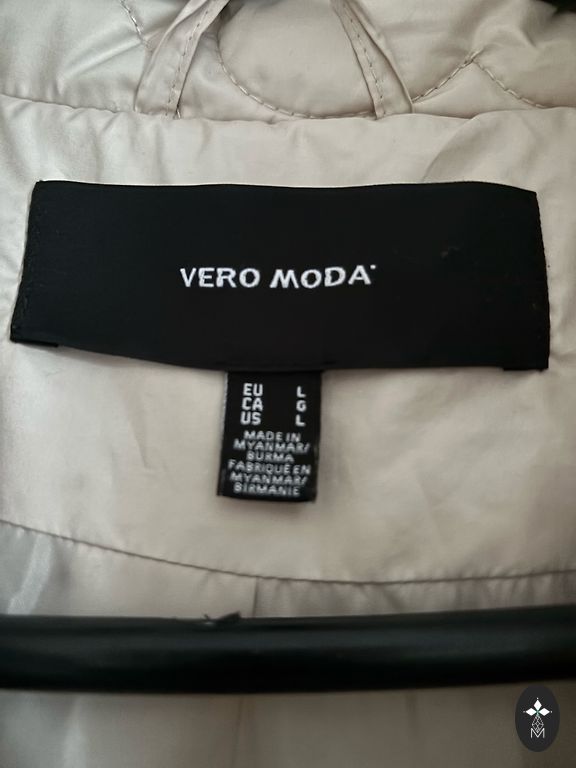 VERO MODA
EU L
CA G
US L
MADE IN
MYANMAR/
BURMA
FABRIQUÉ EN
MYANMAR/
BIRMANIE
M